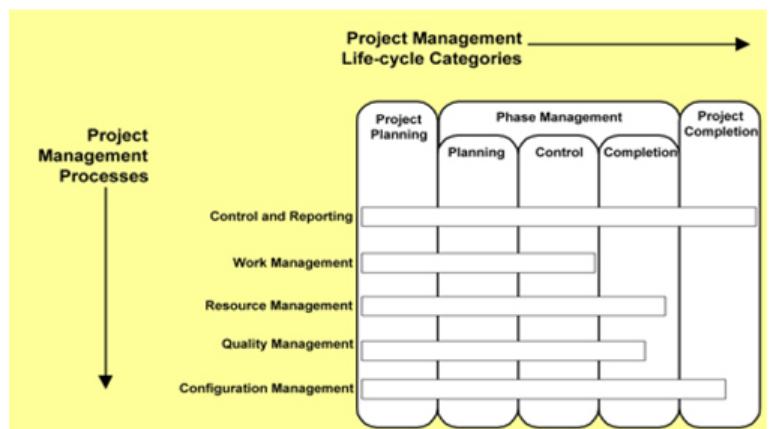 Project Management
Life-cycle Categories
Project
Management
Processes
Project
Planning
Phase Management
Project
Completion
Planning
Control
Completion
Control and Reporting
Work Management
Resource Management
Quality Management
Configuration Management